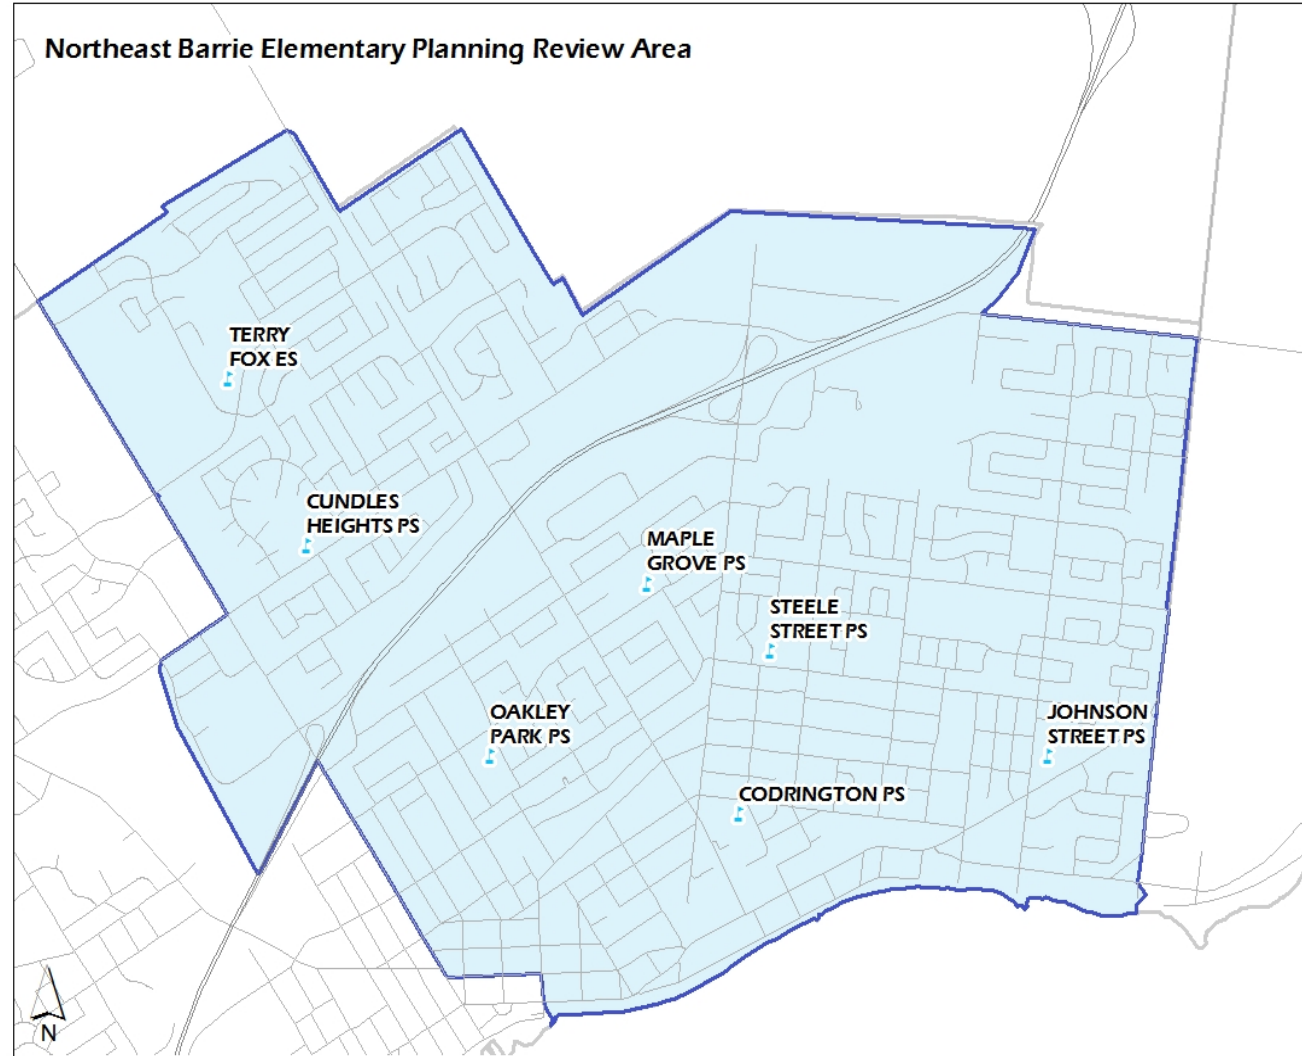 Northeast Barrie Elementary Planning Review Area
TERRY
FOX ES
CUNDLES
HEIGHTS PS
MAPLE
GROVE PS
STEELE
STREET PS
OAKLEY
PARK PS
JOHNSON
STREET PS
CODRINGTON PS
N